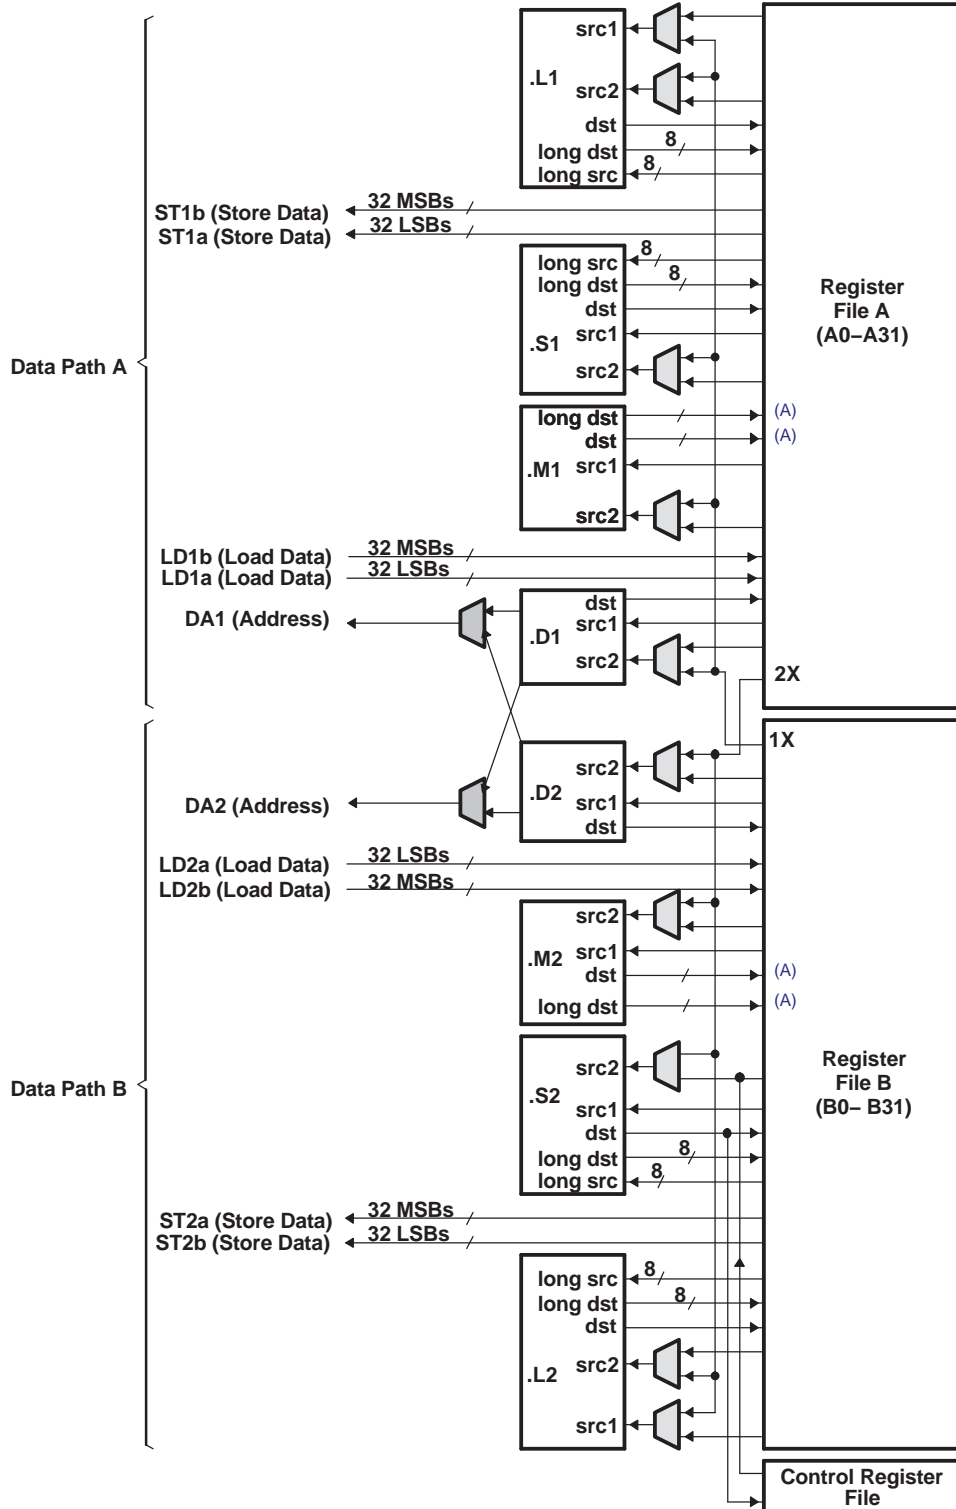 src1
.L1
src2
dst
8
long dst
8
long src
32 MSBs
ST1b (Store Data)
32 LSBs
ST1a (Store Data)
8
long src
8
long dst
dst
src1
.S1
src2
Register
File A
(A0−A31)
Data Path A
long dst
(A)
dst
(A)
.M1
src1
src2
32 MSBs
LD1b (Load Data)
32 LSBs
LD1a (Load Data)
DA1 (Address)
dst
src1
.D1
src2
2X
1X
src2
.D2
src1
dst
DA2 (Address)
32 LSBs
LD2a (Load Data)
32 MSBs
LD2b (Load Data)
src2
.M2
src1
dst
(A)
long dst
(A)
src2
.S2
src1
dst
8
long dst
8
long src
Register
File B
(B0− B31)
Data Path B
32 MSBs
ST2a (Store Data)
32 LSBs
ST2b (Store Data)
8
long src
8
long dst
dst
src2
.L2
src1
Control Register
File